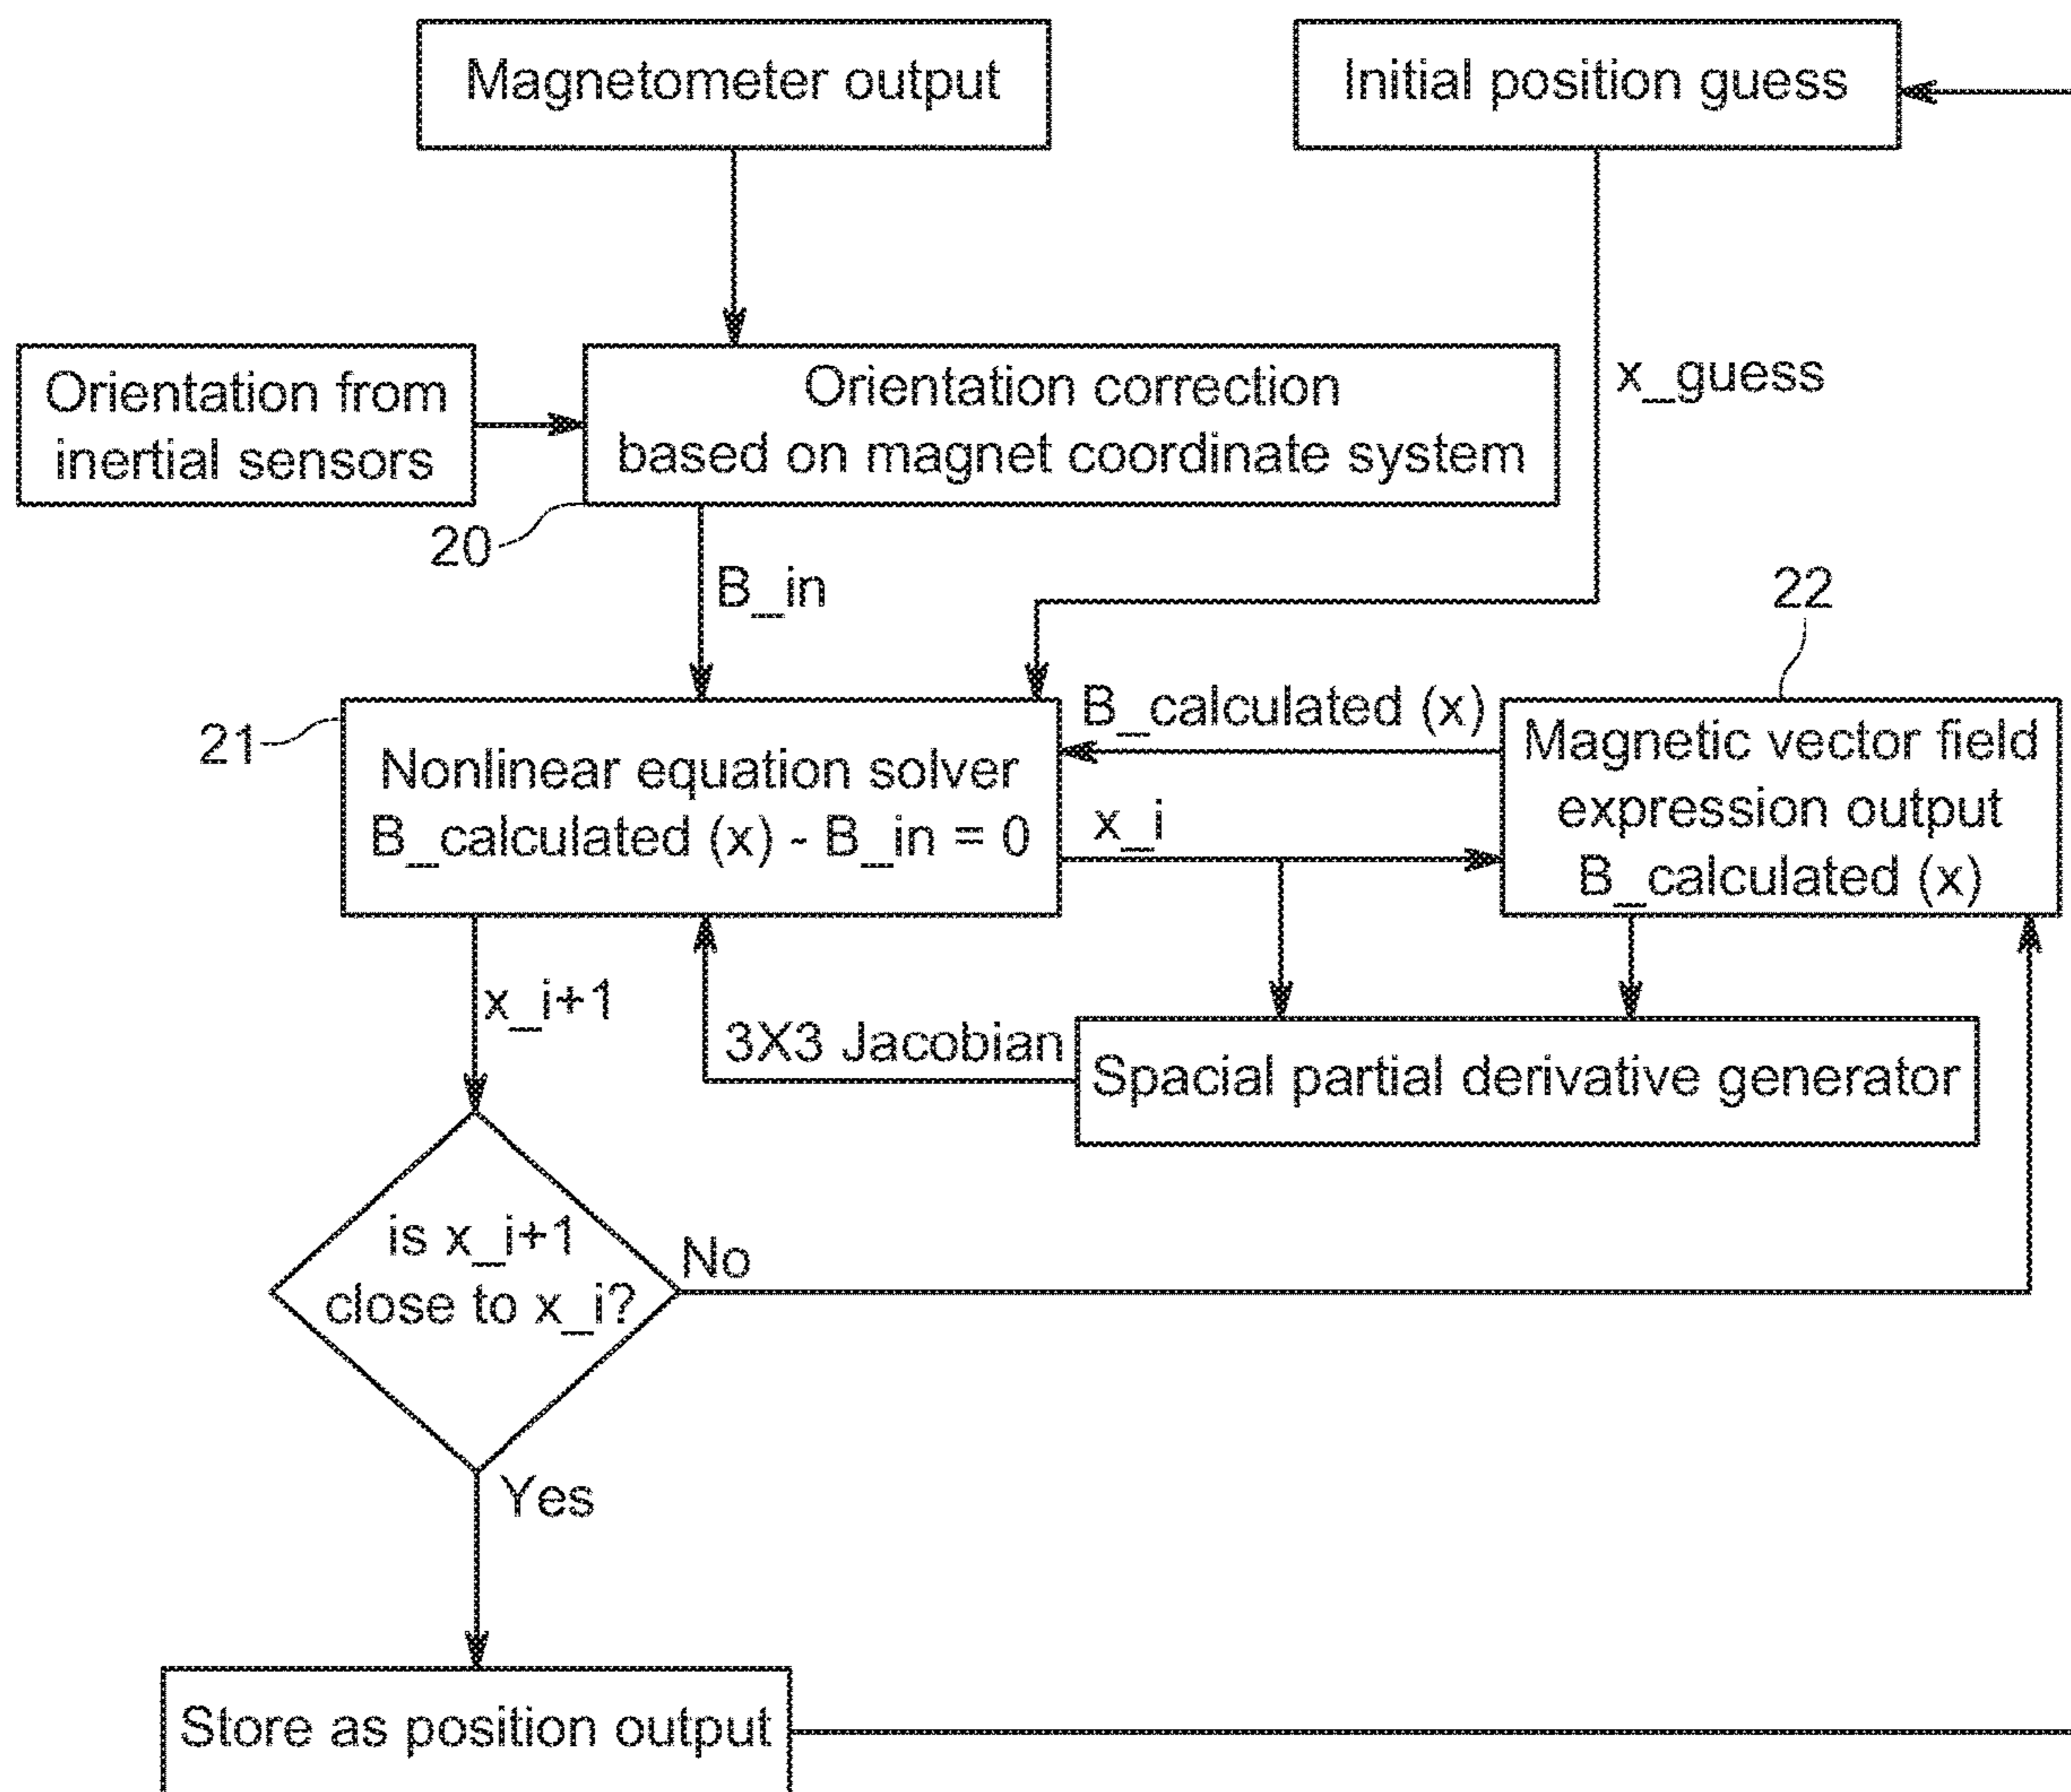 Magnetometer output
Initial position guess
Orientation from
inertial sensors
Orientation correction
based on magnet coordinate system
x_guess
20
B_in
22
21
Nonlinear equation solver
B_calculated (x) - B_in = 0
B_calculated (x)
x_i
Magnetic vector field
expression output
B_calculated (x)
x_i+1
3X3 Jacobian
Spacial partial derivative generator
is x_i+1
close to x_i?
No
Yes
Store as position output